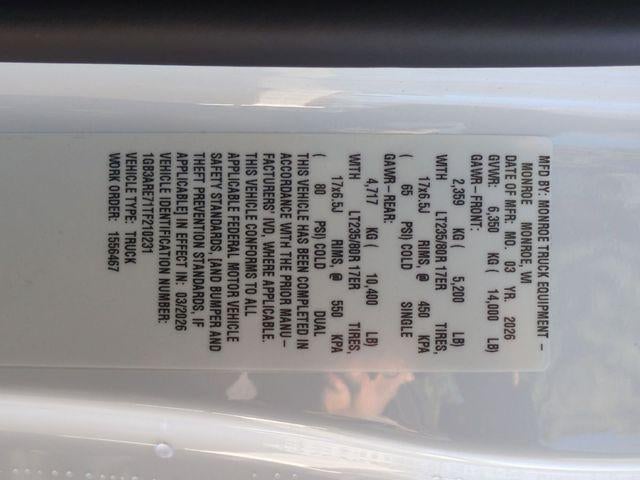 MFD BY: MONROE TRUCK EQUIPMENT -
MONROE MONROE, WI
DATE OF MFR: MO. 03 YR. 2026
GVWR: 6,350 KG ( 14,000 LB)
GAWR-FRONT:
2,359 KG ( 5,200 LB)
WITH LT235/80R 17ER TIRES,
17x6.5J RIMS, @ 450 KPA
( 65 PSI) COLD SINGLE
GAWR-REAR:
4,717 KG ( 10,400 LB)
WITH LT235/80R 17ER TIRES,
17x6.5J RIMS, @ 550 KPA
( 80 PSI) COLD DUAL
THIS VEHICLE HAS BEEN COMPLETED IN
ACCORDANCE WITH THE PRIOR MANU-
FACTURERS' IVD, WHERE APPLICABLE.
THIS VEHICLE CONFORMS TO ALL
APPLICABLE FEDERAL MOTOR VEHICLE
SAFETY STANDARDS [AND BUMPER AND
THEFT PREVENTION STANDARDS, IF
APPLICABLE] IN EFFECT IN: 03/2026
VEHICLE IDENTIFICATION NUMBER:
1GB3ARE71TF210231
VEHICLE TYPE: TRUCK
WORK ORDER: 1556467